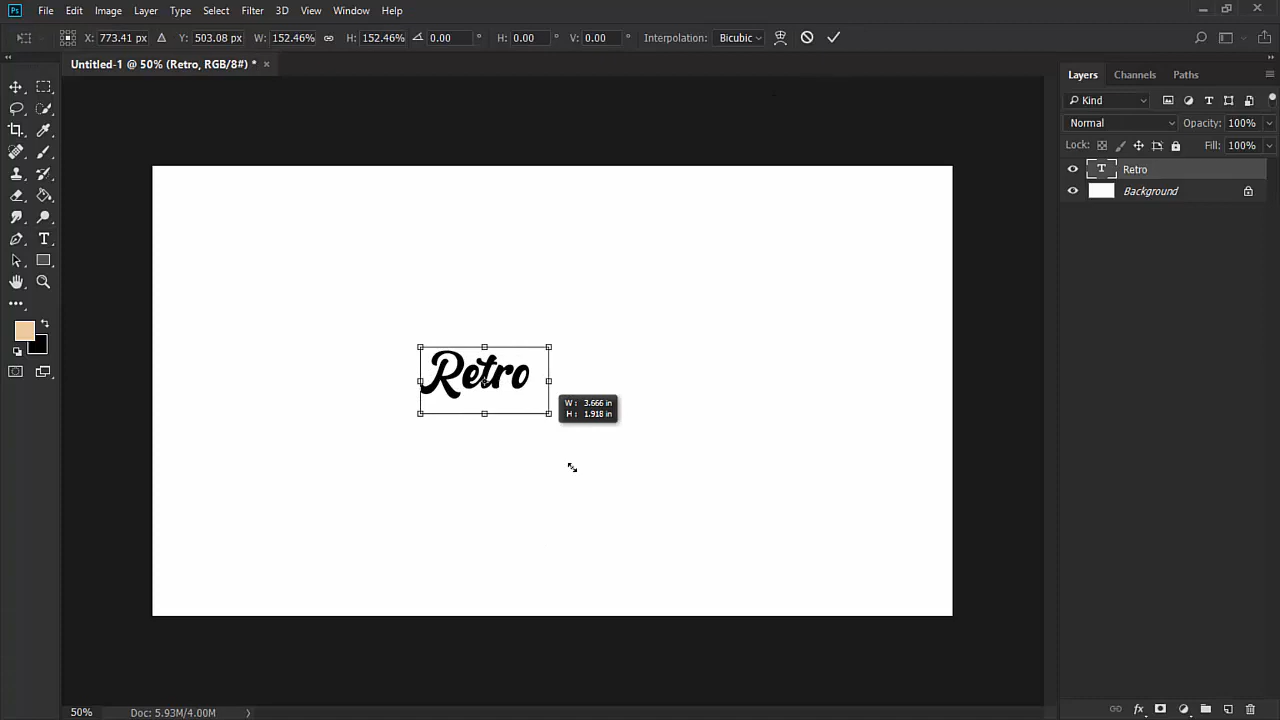 Ps File Edit Image Layer Type Select Filter 3D View Window Help
X: 773.41 px Y: 503.08 px W: 152.46% H: 152.46% 0.00 ° H: 0.00 V: 0.00 ° Interpolation: Bicubic
Untitled-1 @ 50% (Retro, RGB/8#) * ×
Layers Channels Paths
Kind
Normal Opacity: 100%
Lock: Fill: 100%
T Retro
Background
Retro
W : 3.666 in
H : 1.918 in
50% Doc: 5.93M/4.00M